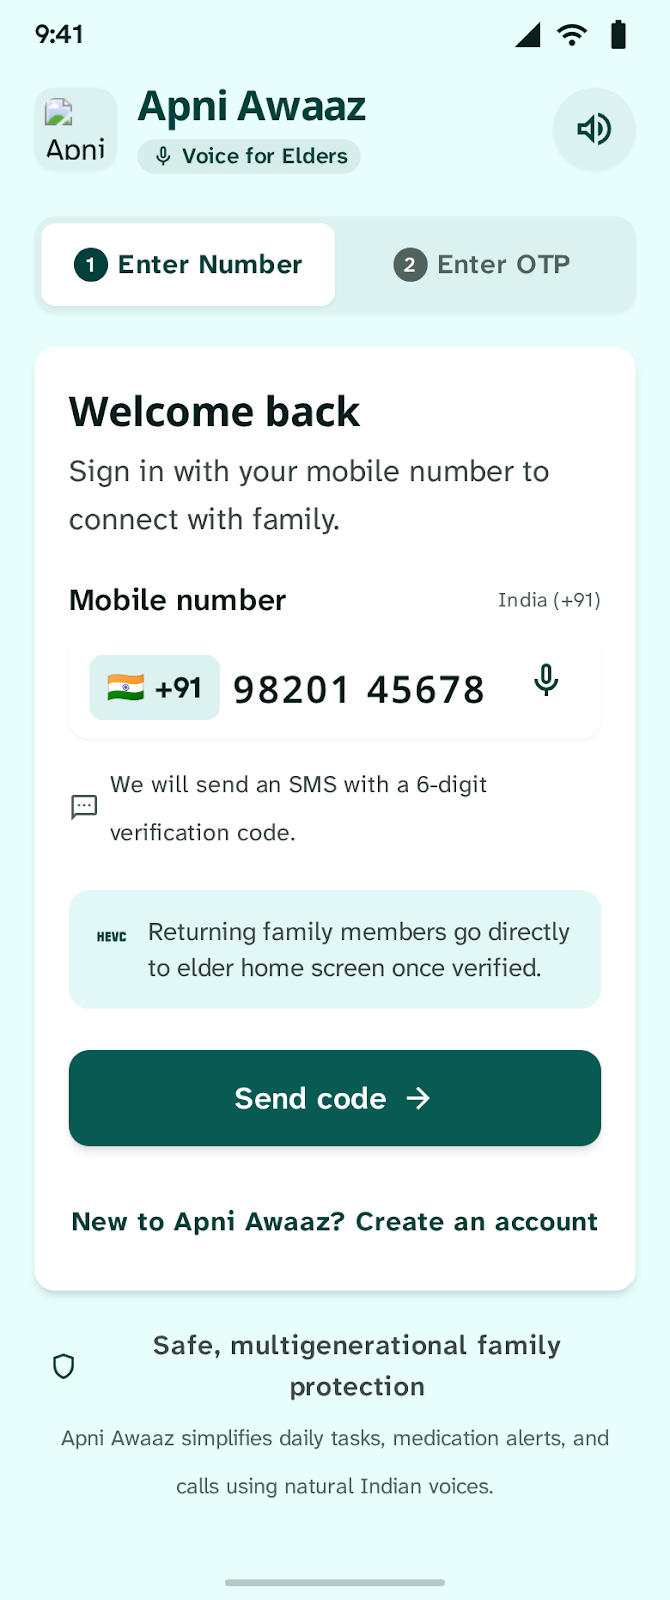 9:41
Apni
Apni Awaaz
Voice for Elders
1 Enter Number
2 Enter OTP
Welcome back
Sign in with your mobile number to
connect with family.
Mobile number
India (+91)
+91 98201 45678
We will send an SMS with a 6-digit
verification code.
HEVC
Returning family members go directly
to elder home screen once verified.
Send code →
New to Apni Awaaz? Create an account
Safe, multigenerational family
protection
Apni Awaaz simplifies daily tasks, medication alerts, and
calls using natural Indian voices.